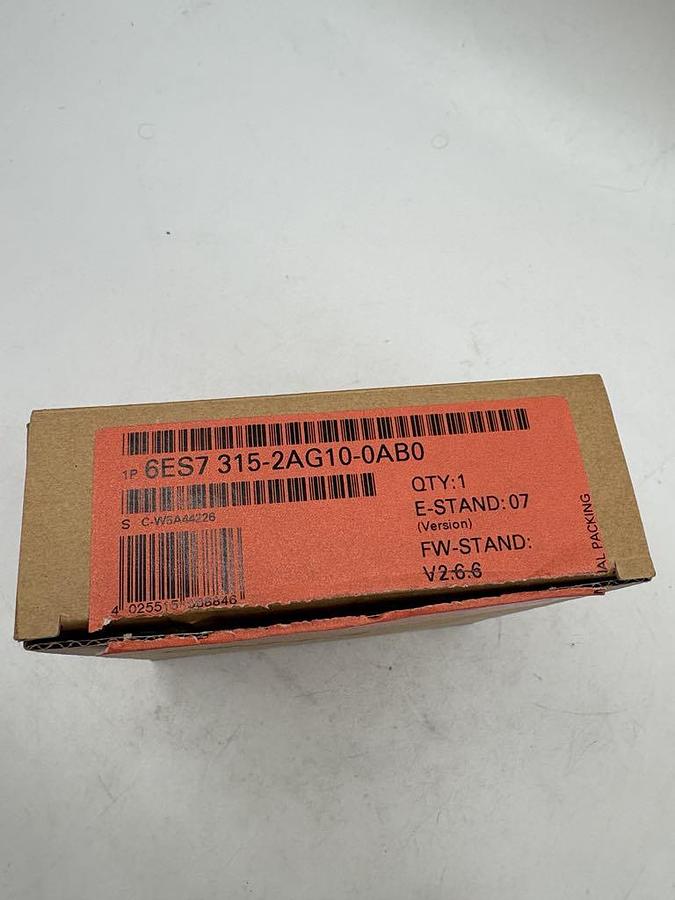 1P 6ES7 315-2AG10-0AB0
S C-W5A44226
QTY:1
E-STAND: 07
(Version)
FW-STAND:
V2.6.6
AL PACKING